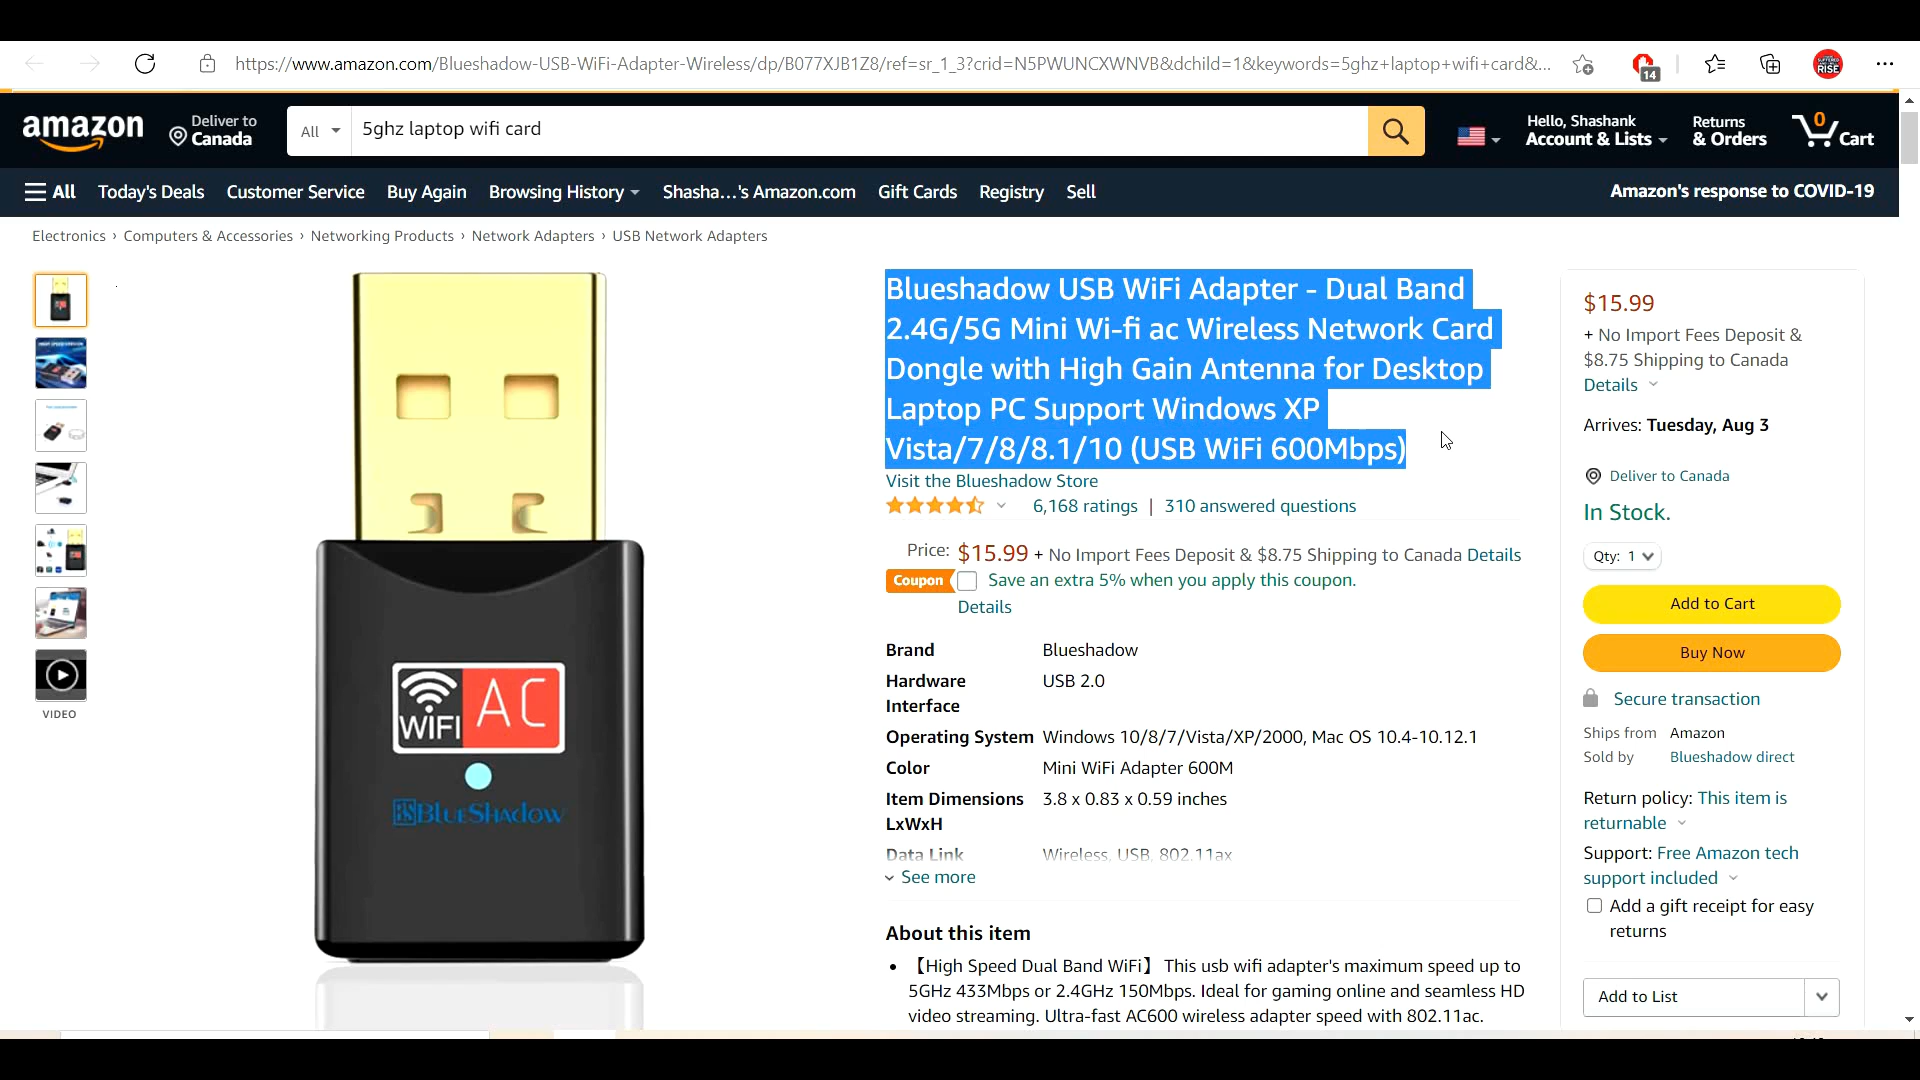 https://www.amazon.com/Blueshadow-USB-WiFi-Adapter-Wireless/dp/B077XJB1Z8/ref=sr_1_3?crid=N5PWUNCXWNVB&dchild=1&keywords=5ghz+laptop+wifi+card&...
14
SUFFERED RISE
amazon
Deliver to
Canada
All
5ghz laptop wifi card
Hello, Shashank
Account & Lists
Returns
& Orders
0
Cart
All
Today's Deals
Customer Service
Buy Again
Browsing History
Shasha...'s Amazon.com
Gift Cards
Registry
Sell
Amazon's response to COVID-19
Electronics › Computers & Accessories › Networking Products › Network Adapters › USB Network Adapters
VIDEO
WiFi AC
BS BlueShadow
Blueshadow USB WiFi Adapter - Dual Band
2.4G/5G Mini Wi-fi ac Wireless Network Card
Dongle with High Gain Antenna for Desktop
Laptop PC Support Windows XP
Vista/7/8/8.1/10 (USB WiFi 600Mbps)
Visit the Blueshadow Store
6,168 ratings | 310 answered questions
Price: $15.99 + No Import Fees Deposit & $8.75 Shipping to Canada Details
Coupon Save an extra 5% when you apply this coupon.
Details
Brand Blueshadow
Hardware USB 2.0
Interface
Operating System Windows 10/8/7/Vista/XP/2000, Mac OS 10.4-10.12.1
Color Mini WiFi Adapter 600M
Item Dimensions 3.8 x 0.83 x 0.59 inches
LxWxH
Data Link Wireless, USB, 802.11ax
See more
About this item
• 【High Speed Dual Band WiFi】 This usb wifi adapter's maximum speed up to
5GHz 433Mbps or 2.4GHz 150Mbps. Ideal for gaming online and seamless HD
video streaming. Ultra-fast AC600 wireless adapter speed with 802.11ac.
$15.99
+ No Import Fees Deposit &
$8.75 Shipping to Canada
Details
Arrives: Tuesday, Aug 3
Deliver to Canada
In Stock.
Qty: 1
Add to Cart
Buy Now
Secure transaction
Ships from Amazon
Sold by Blueshadow direct
Return policy: This item is
returnable
Support: Free Amazon tech
support included
Add a gift receipt for easy
returns
Add to List